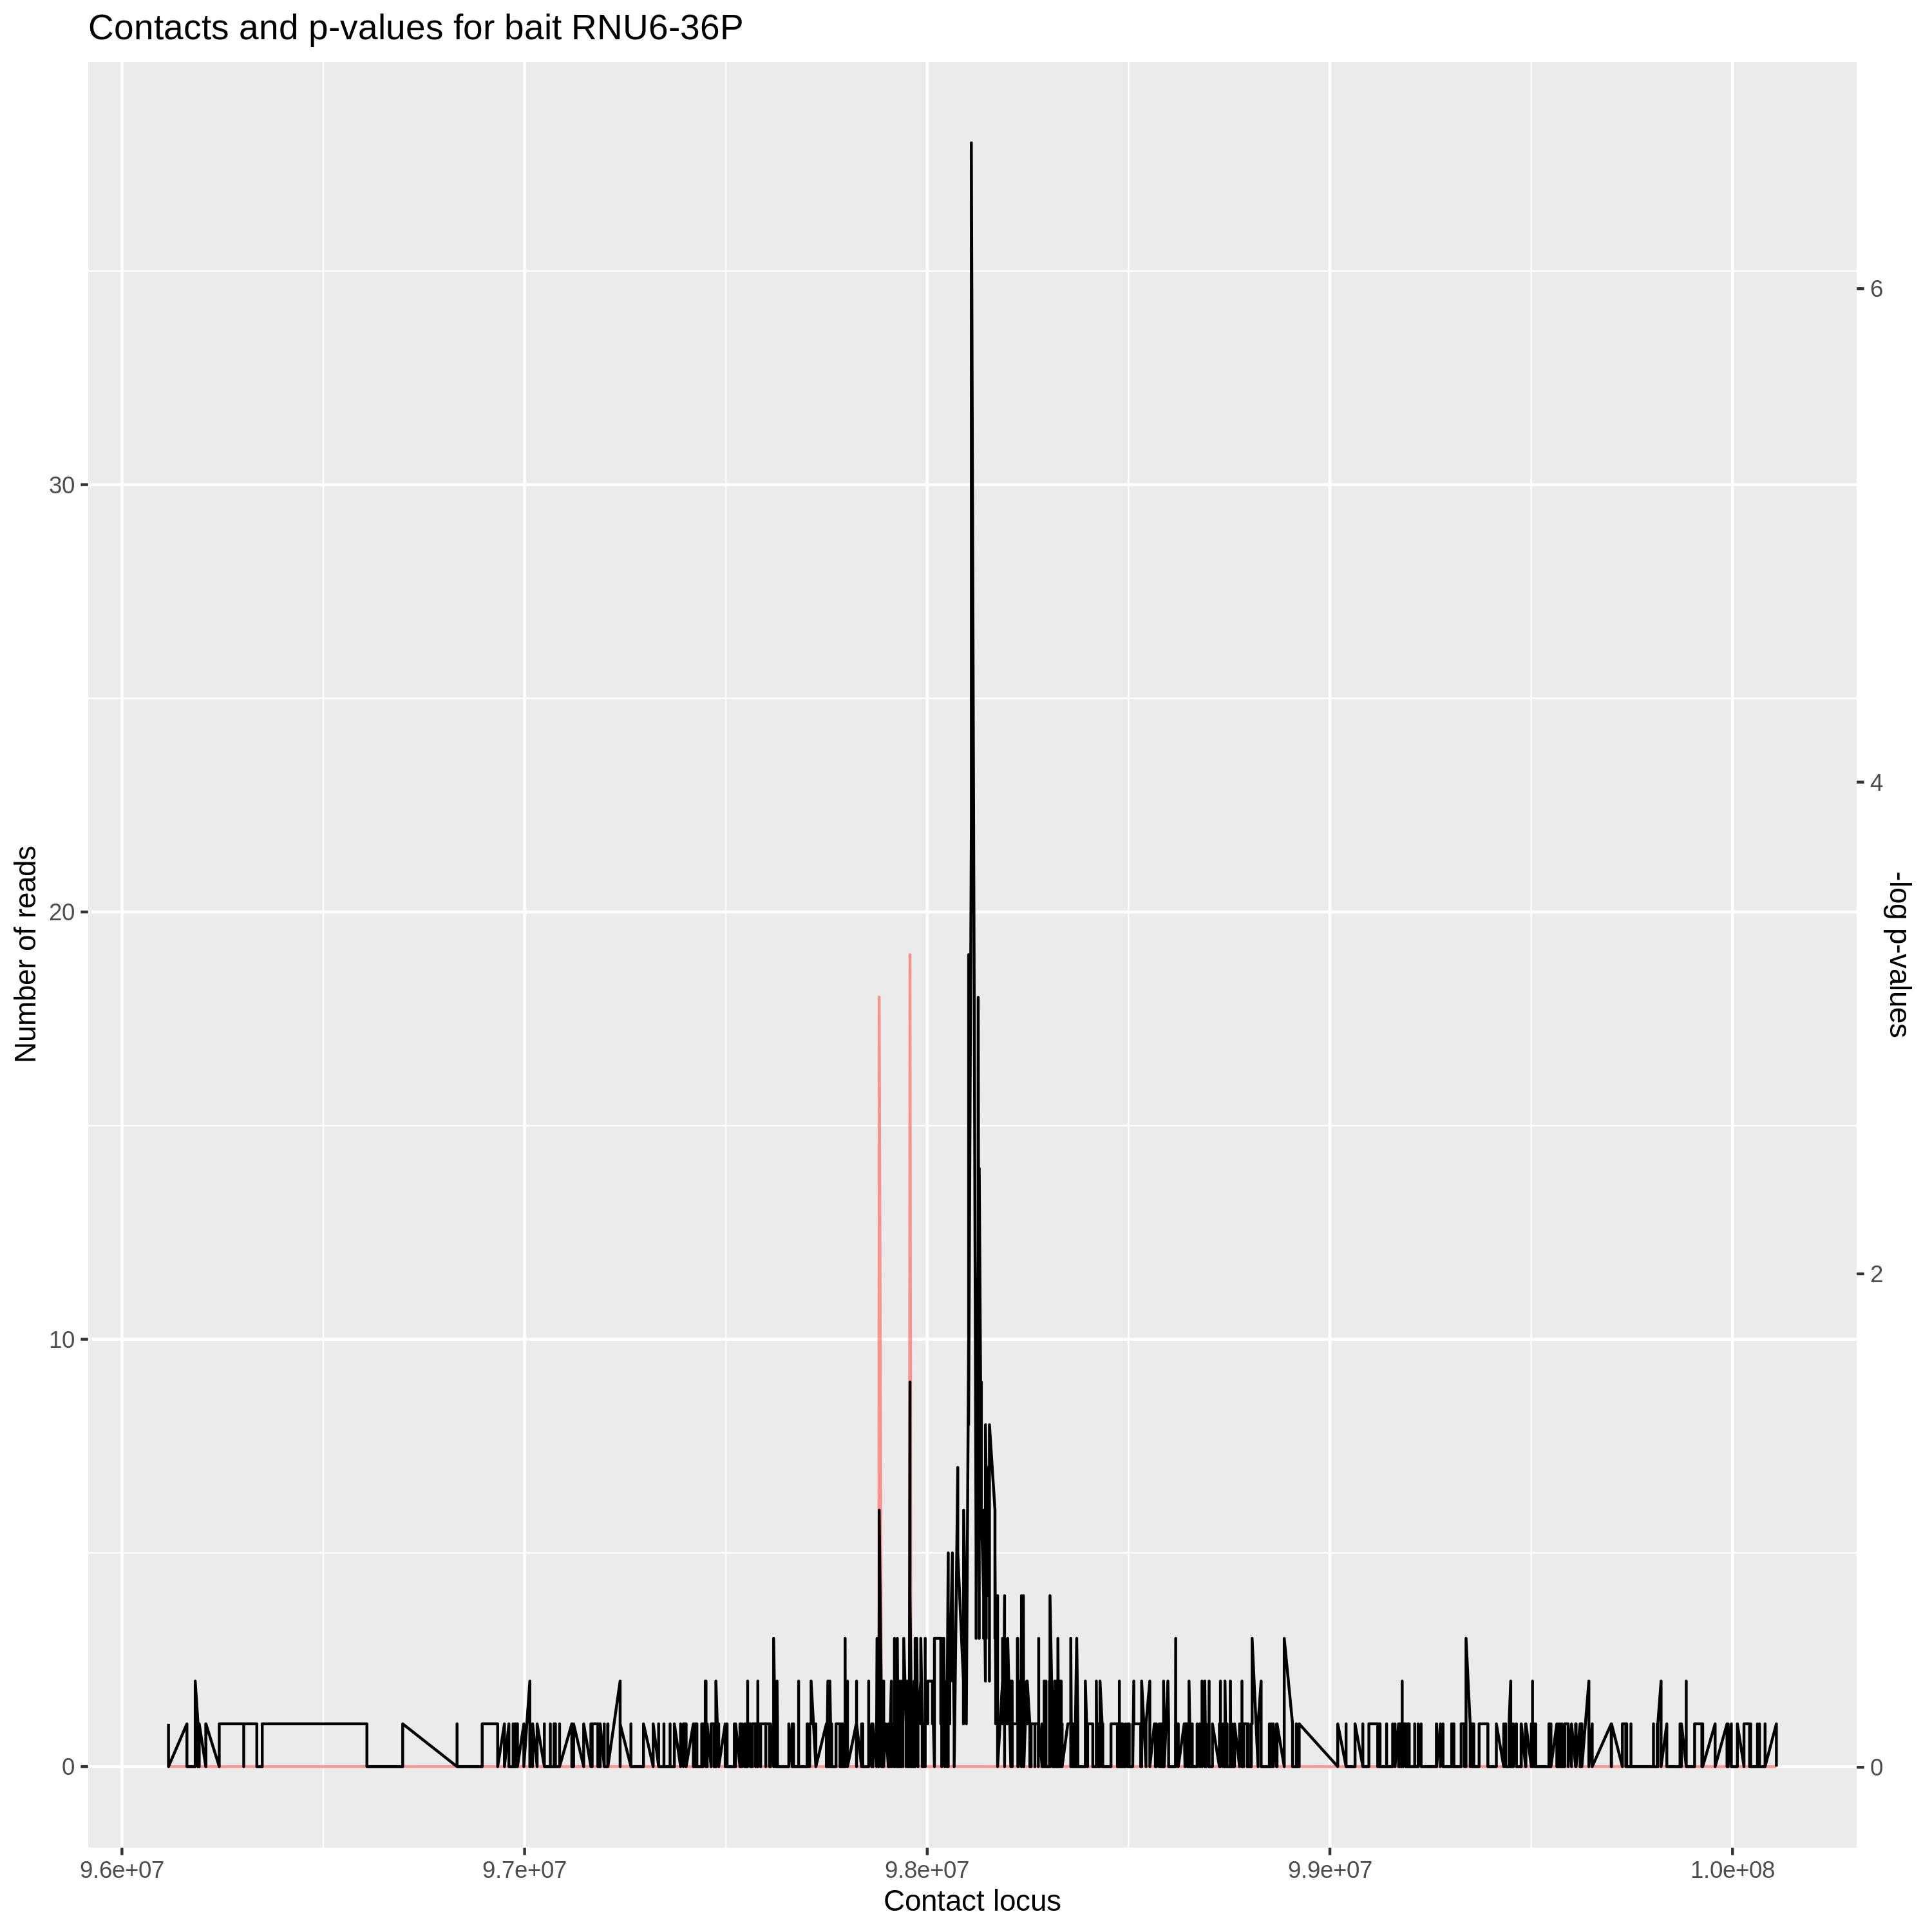 Contacts and p-values for bait RNU6-36P
30
20
10
0
Number of reads
6
4
2
0
-log p-values
9.6e+07
9.7e+07
9.8e+07
9.9e+07
1.0e+08
Contact locus